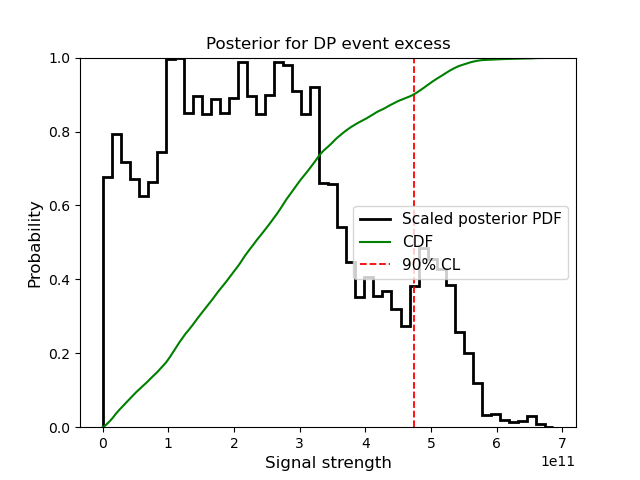 Posterior for DP event excess
Probability
1.0
0.8
0.6
0.4
0.2
0.0
Scaled posterior PDF
CDF
90% CL
0 1 2 3 4 5 6 7
1e11
Signal strength